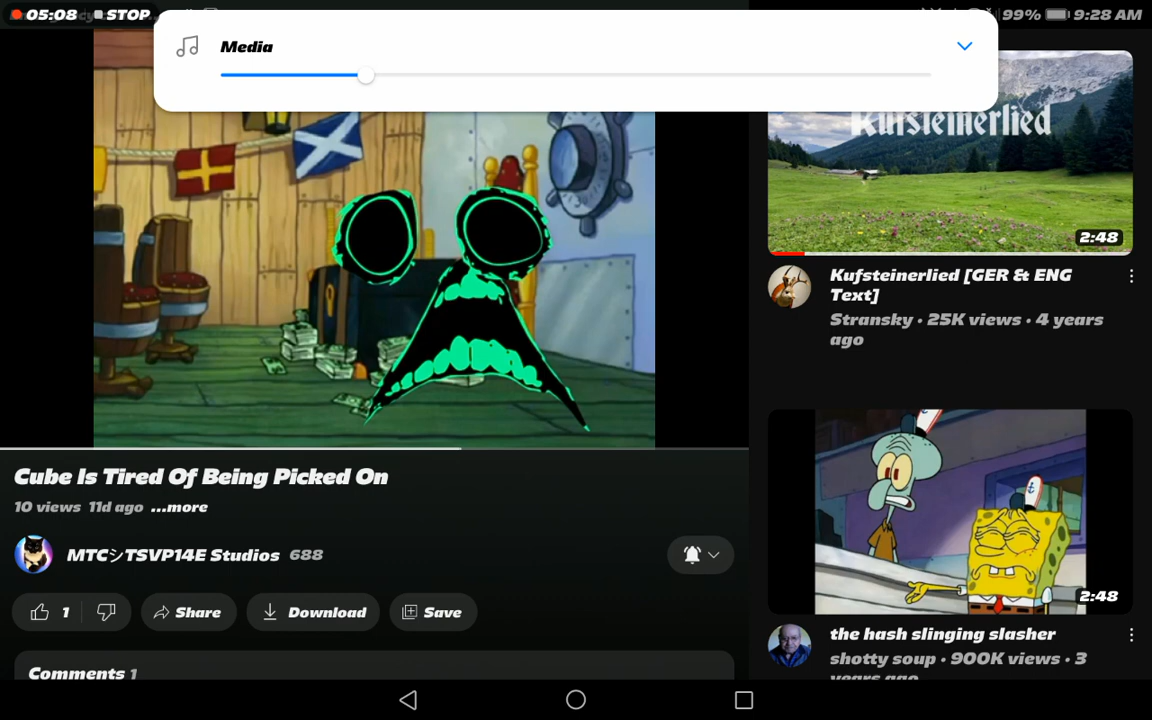 05:08 STOP
99% 9:28 AM
Media
Kufsteinerlied
2:48
Kufsteinerlied [GER & ENG
Text]
Stransky • 25K views • 4 years
ago
Cube Is Tired Of Being Picked On
10 views 11d ago ...more
MTCシTSVP14E Studios 688
1 Share Download Save
Comments 1
2:48
the hash slinging slasher
shotty soup • 900K views • 3
years ago